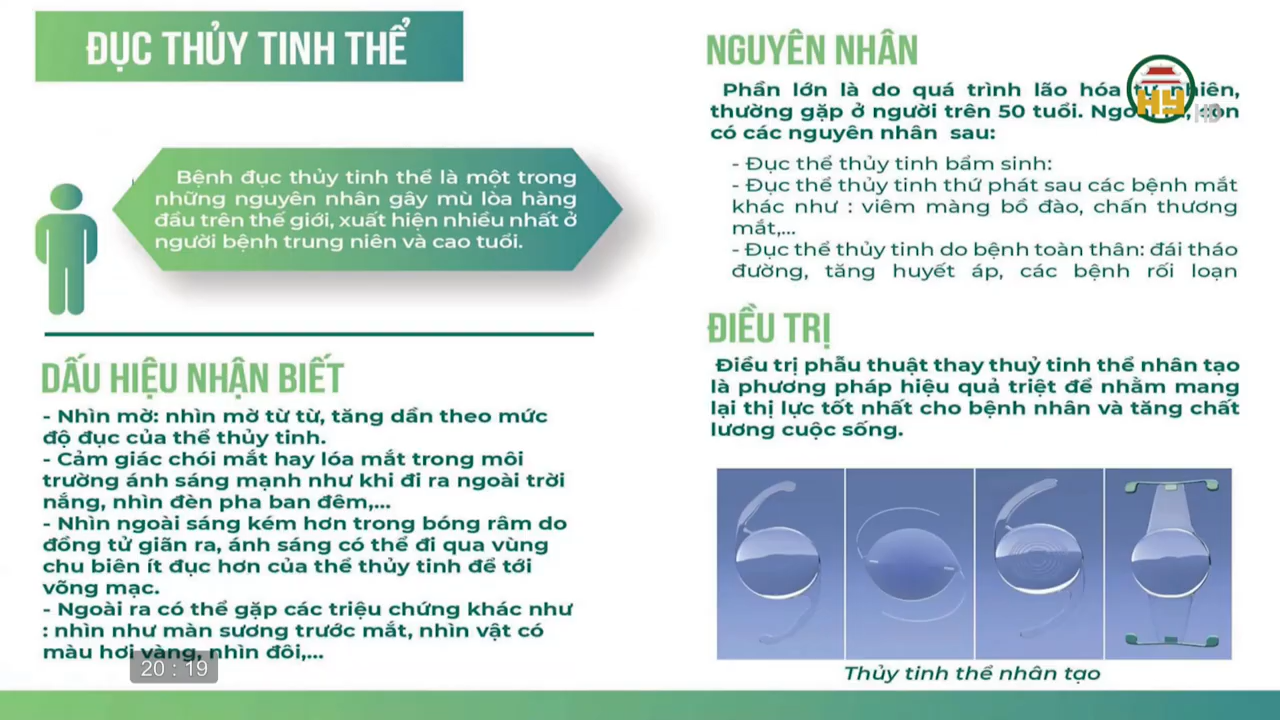 ĐỤC THỦY TINH THỂ
Bệnh đục thủy tinh thể là một trong
những nguyên nhân gây mù lòa hàng
đầu trên thế giới, xuất hiện nhiều nhất ở
người bệnh trung niên và cao tuổi.
DẤU HIỆU NHẬN BIẾT
- Nhìn mờ: nhìn mờ từ từ, tăng dần theo mức
độ đục của thể thủy tinh.
- Cảm giác chói mắt hay lóa mắt trong môi
trường ánh sáng mạnh như khi đi ra ngoài trời
nắng, nhìn đèn pha ban đêm,...
- Nhìn ngoài sáng kém hơn trong bóng râm do
đồng tử giãn ra, ánh sáng có thể đi qua vùng
chu biên ít đục hơn của thể thủy tinh để tới
võng mạc.
- Ngoài ra có thể gặp các triệu chứng khác như
: nhìn như màn sương trước mắt, nhìn vật có
màu hơi vàng, nhìn đôi,...
20 : 19
NGUYÊN NHÂN
Phần lớn là do quá trình lão hóa tự nhiên,
thường gặp ở người trên 50 tuổi. Ngoài ra, còn
có các nguyên nhân sau:
- Đục thể thủy tinh bẩm sinh:
- Đục thể thủy tinh thứ phát sau các bệnh mắt
khác như : viêm màng bồ đào, chấn thương
mắt,...
- Đục thể thủy tinh do bệnh toàn thân: đái tháo
đường, tăng huyết áp, các bệnh rối loạn
HY
HD
ĐIỀU TRỊ
Điều trị phẫu thuật thay thuỷ tinh thể nhân tạo
là phương pháp hiệu quả triệt để nhằm mang
lại thị lực tốt nhất cho bệnh nhân và tăng chất
lương cuộc sống.
Thủy tinh thể nhân tạo